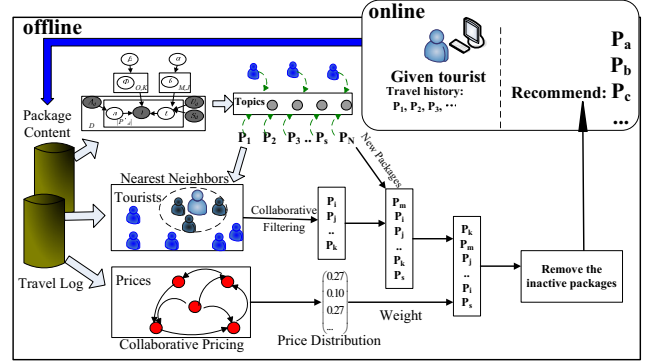 offline
online
Given tourist
Travel history:
P1, P2, P3, ···
Recommend:
Pa
Pb
Pc
...
Package
Content
β
α
O,K
M,J
D
Topics
P1 P2 P3 .. Ps PN
New Packages
Nearest Neighbors
Tourists
Collaborative
Filtering
Pi
Pj
..
Pk
Pm
Pi
Pj
..
Pk
Ps
Pk
Pm
Pj
..
Pi
Ps
Remove the
inactive packages
Travel Log
Prices
Collaborative Pricing
0.27
0.10
0.27
...
Price Distribution
Weight